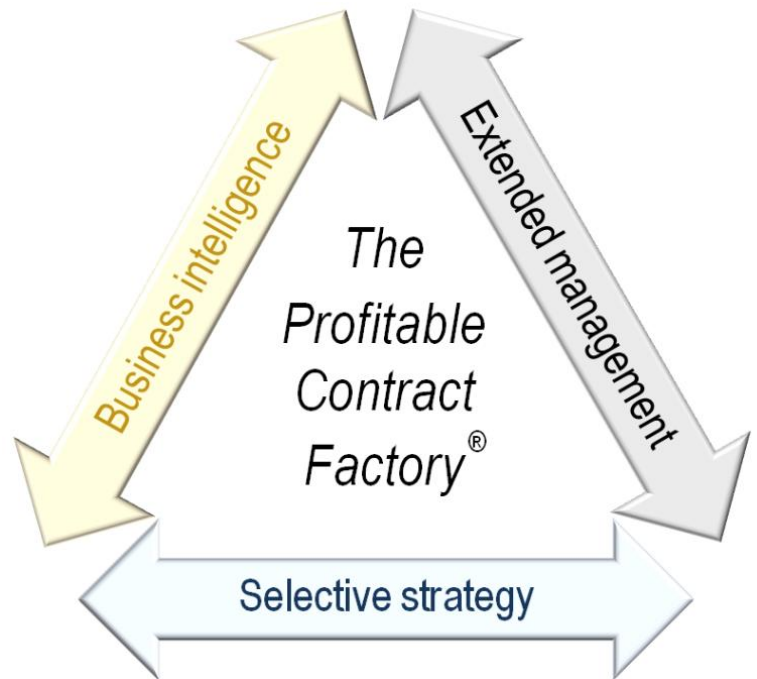 Business intelligence
Extended management
The
Profitable
Contract
Factory®
Selective strategy